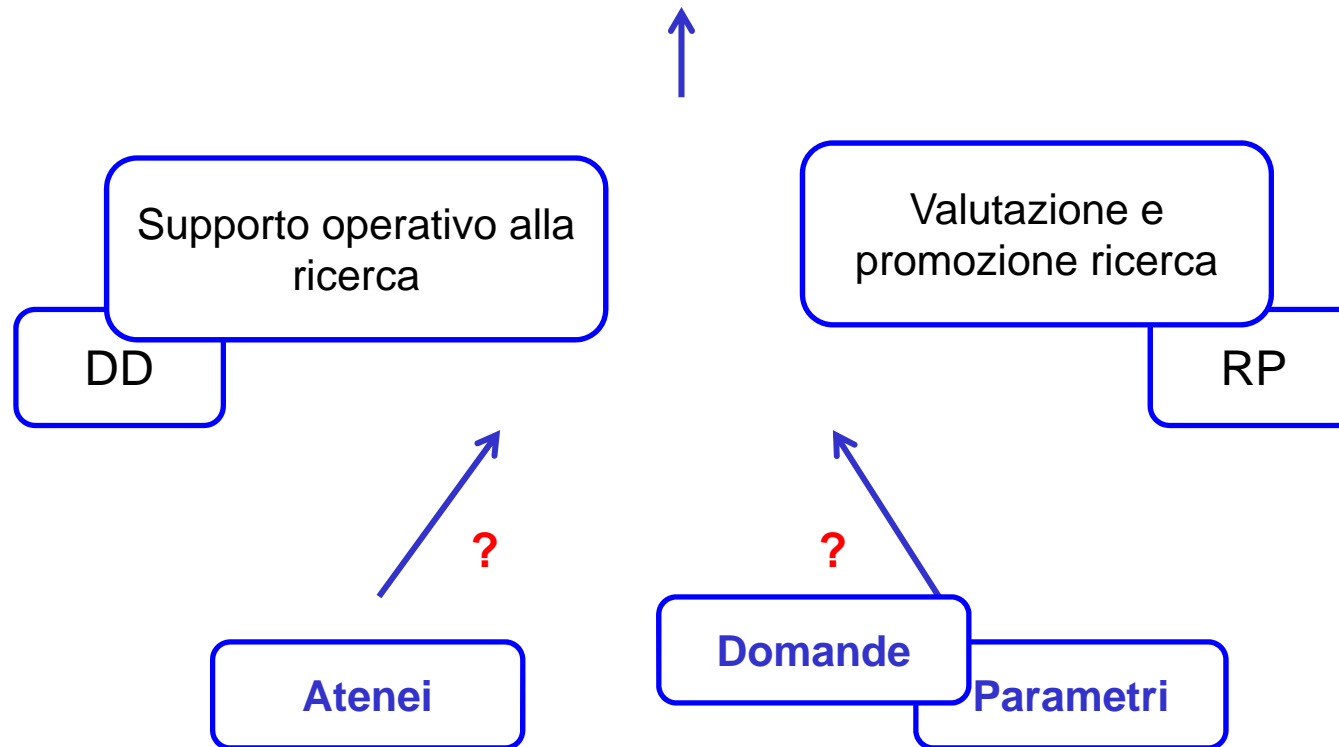 Supporto operativo alla
ricerca
Valutazione e
promozione ricerca
DD
RP
?
?
Atenei
Domande
Parametri